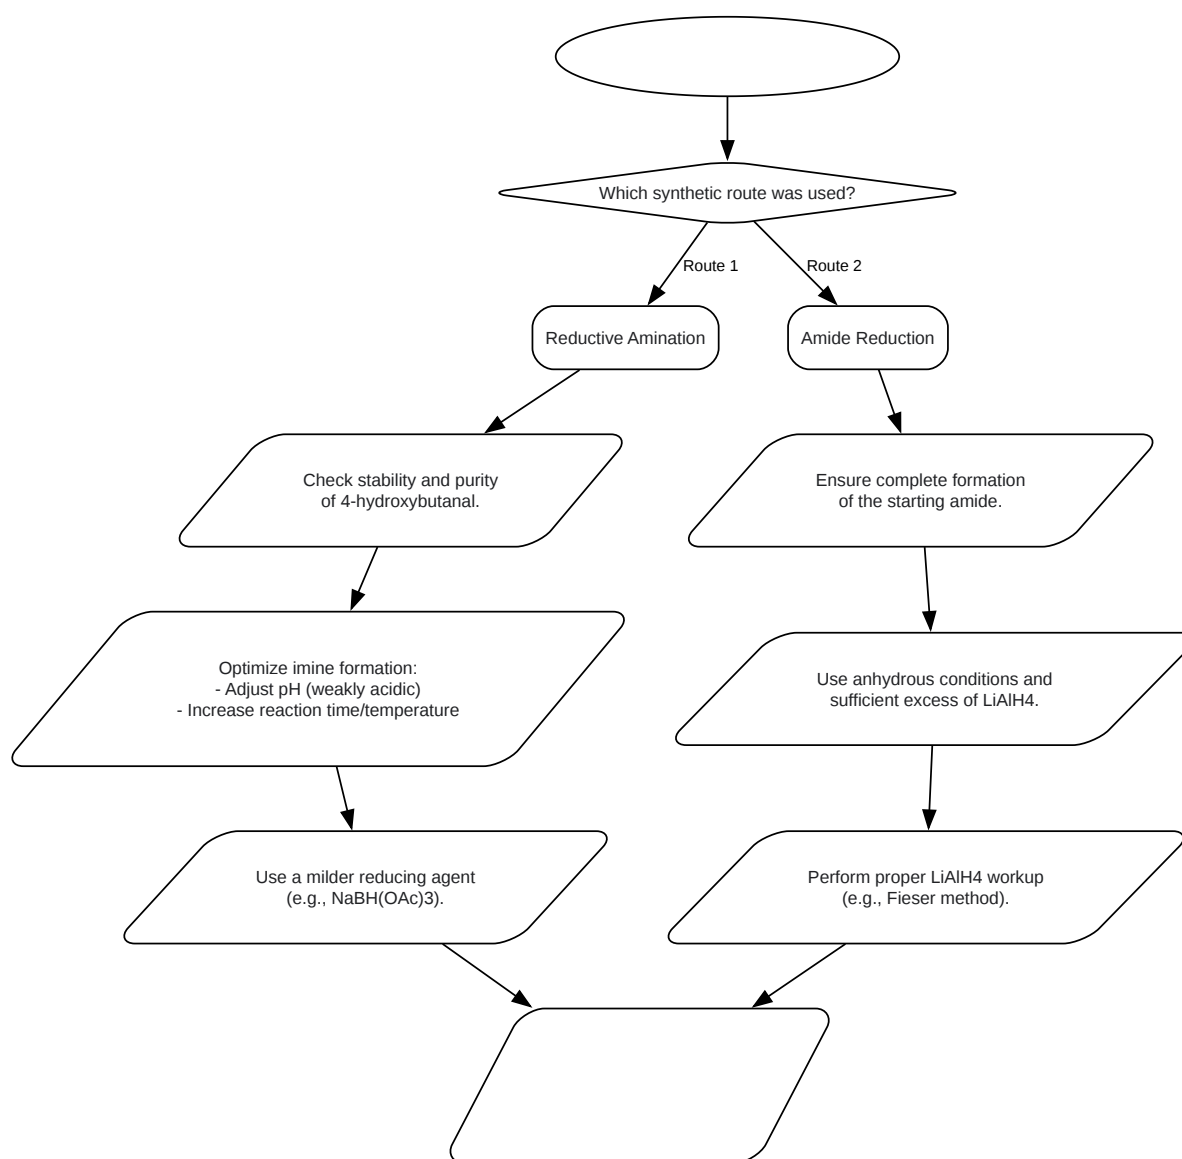 Which synthetic route was used?
Route 1
Route 2
Reductive Amination
Amide Reduction
Check stability and purity
of 4-hydroxybutanal.
Ensure complete formation
of the starting amide.
Optimize imine formation:
- Adjust pH (weakly acidic)
- Increase reaction time/temperature
Use anhydrous conditions and
sufficient excess of LiAlH4.
Use a milder reducing agent
(e.g., NaBH(OAc)3).
Perform proper LiAlH4 workup
(e.g., Fieser method).